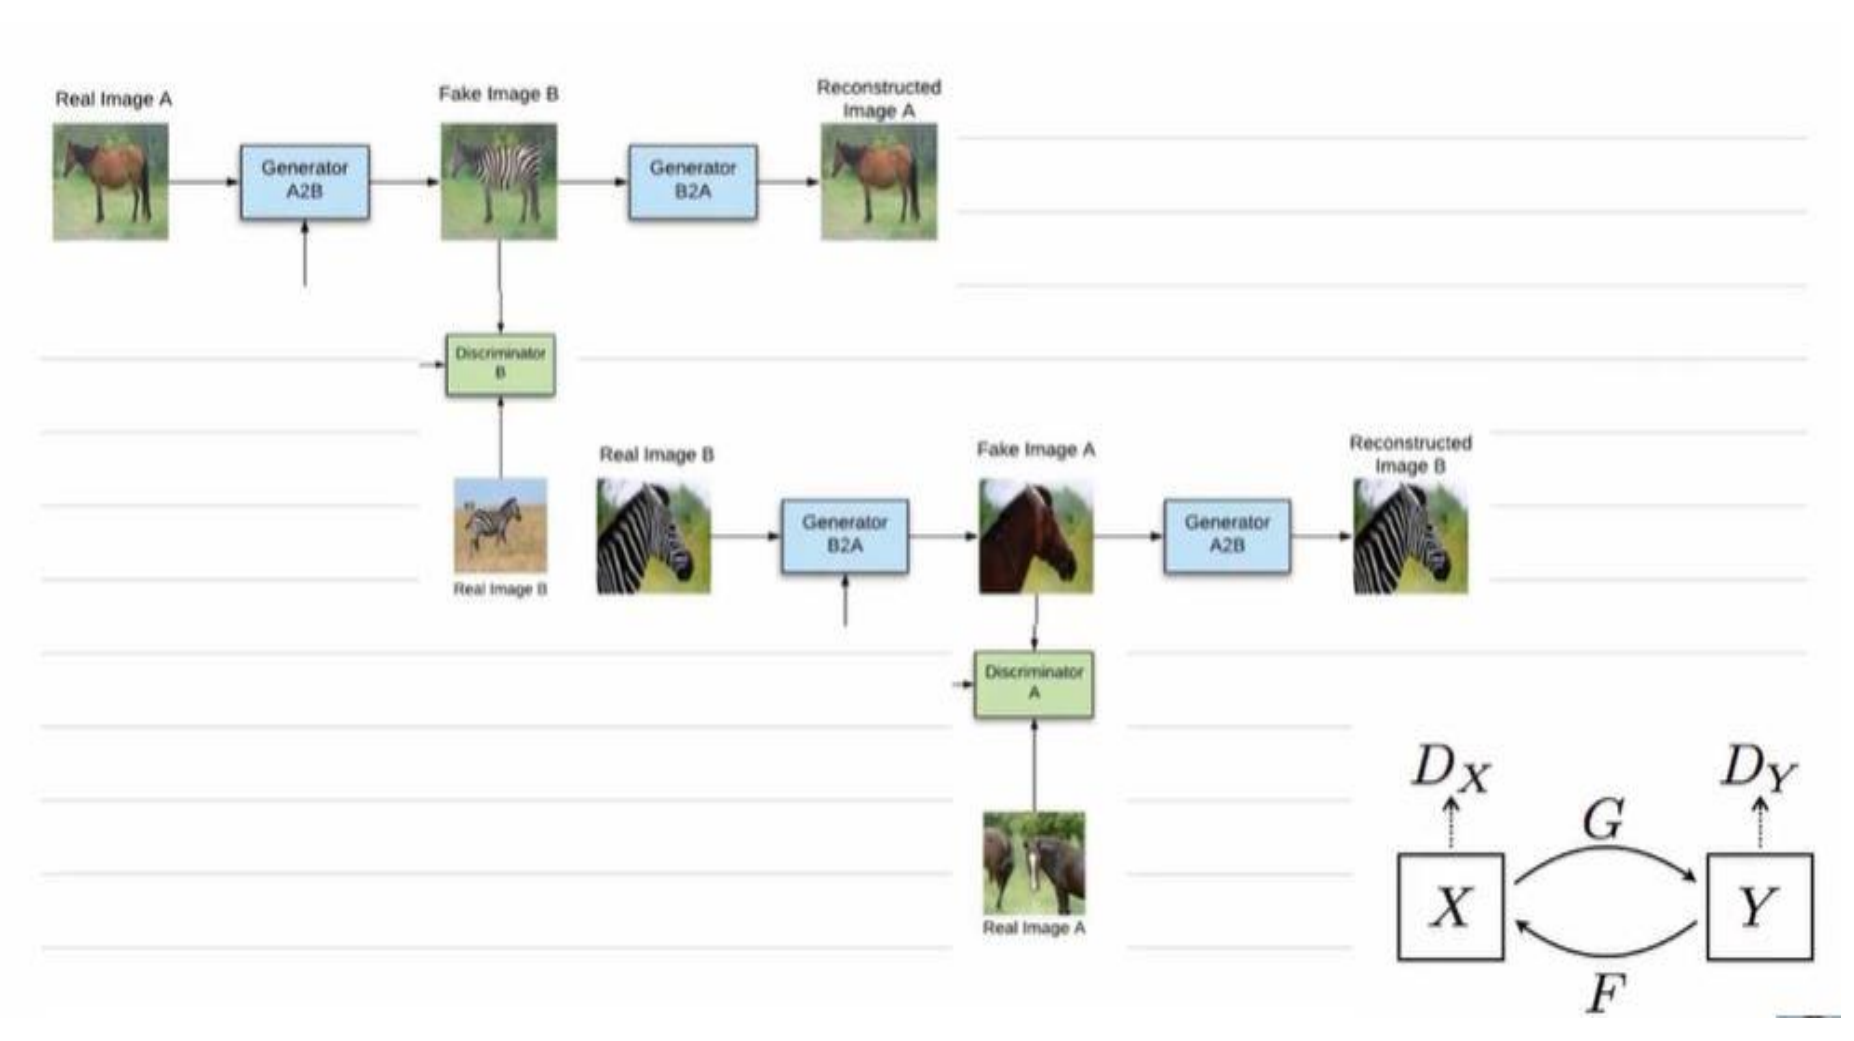 Real Image A
Fake Image B
Reconstructed
Image A
Generator
A2B
Generator
B2A
Discriminator
B
Real Image B
Real Image B
Fake Image A
Reconstructed
Image B
Generator
B2A
Generator
A2B
Discriminator
A
Real Image A
D_X
D_Y
G
X
Y
F